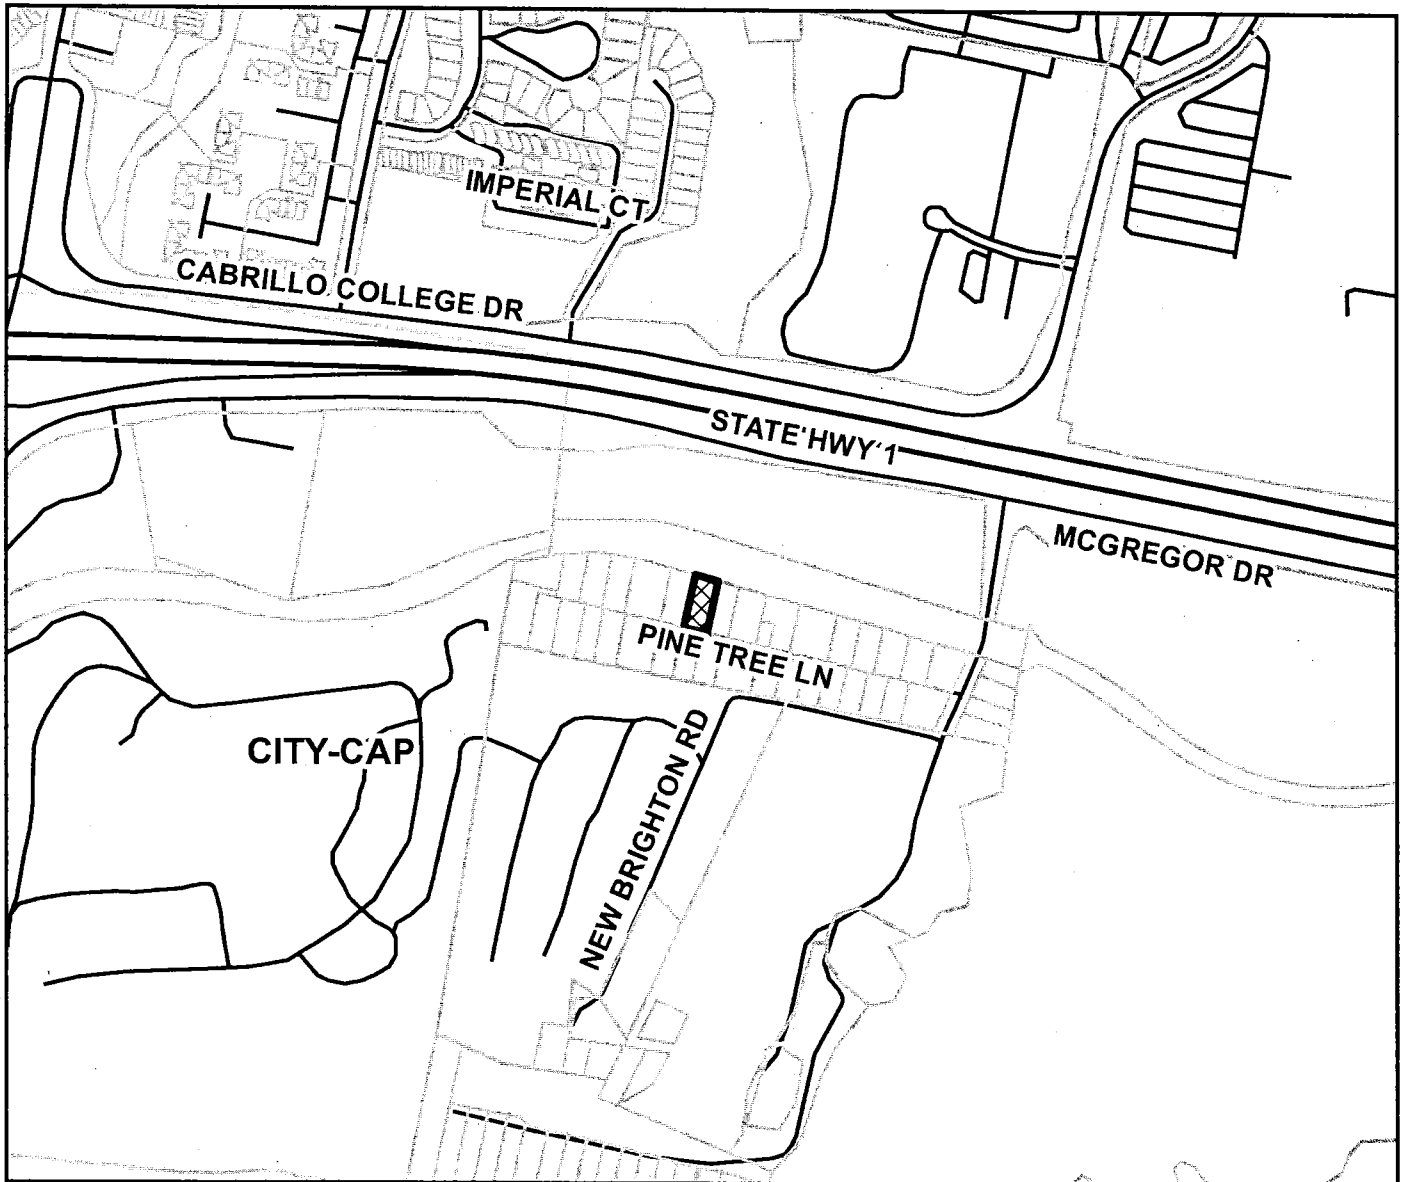 IMPERIAL CT
CABRILLO COLLEGE DR
STATE HWY 1
MCGREGOR DR
PINE TREE LN
CITY-CAP
NEW BRIGHTON RD